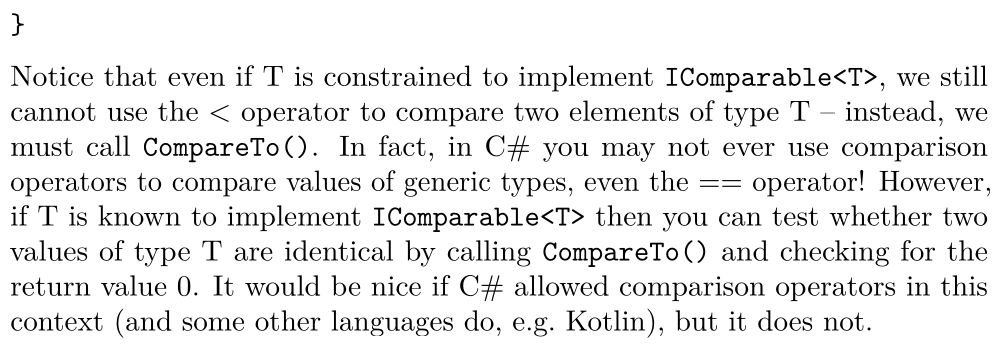 }
Notice that even if T is constrained to implement IComparable<T>, we still
cannot use the < operator to compare two elements of type T – instead, we
must call CompareTo(). In fact, in C# you may not ever use comparison
operators to compare values of generic types, even the == operator! However,
if T is known to implement IComparable<T> then you can test whether two
values of type T are identical by calling CompareTo() and checking for the
return value 0. It would be nice if C# allowed comparison operators in this
context (and some other languages do, e.g. Kotlin), but it does not.